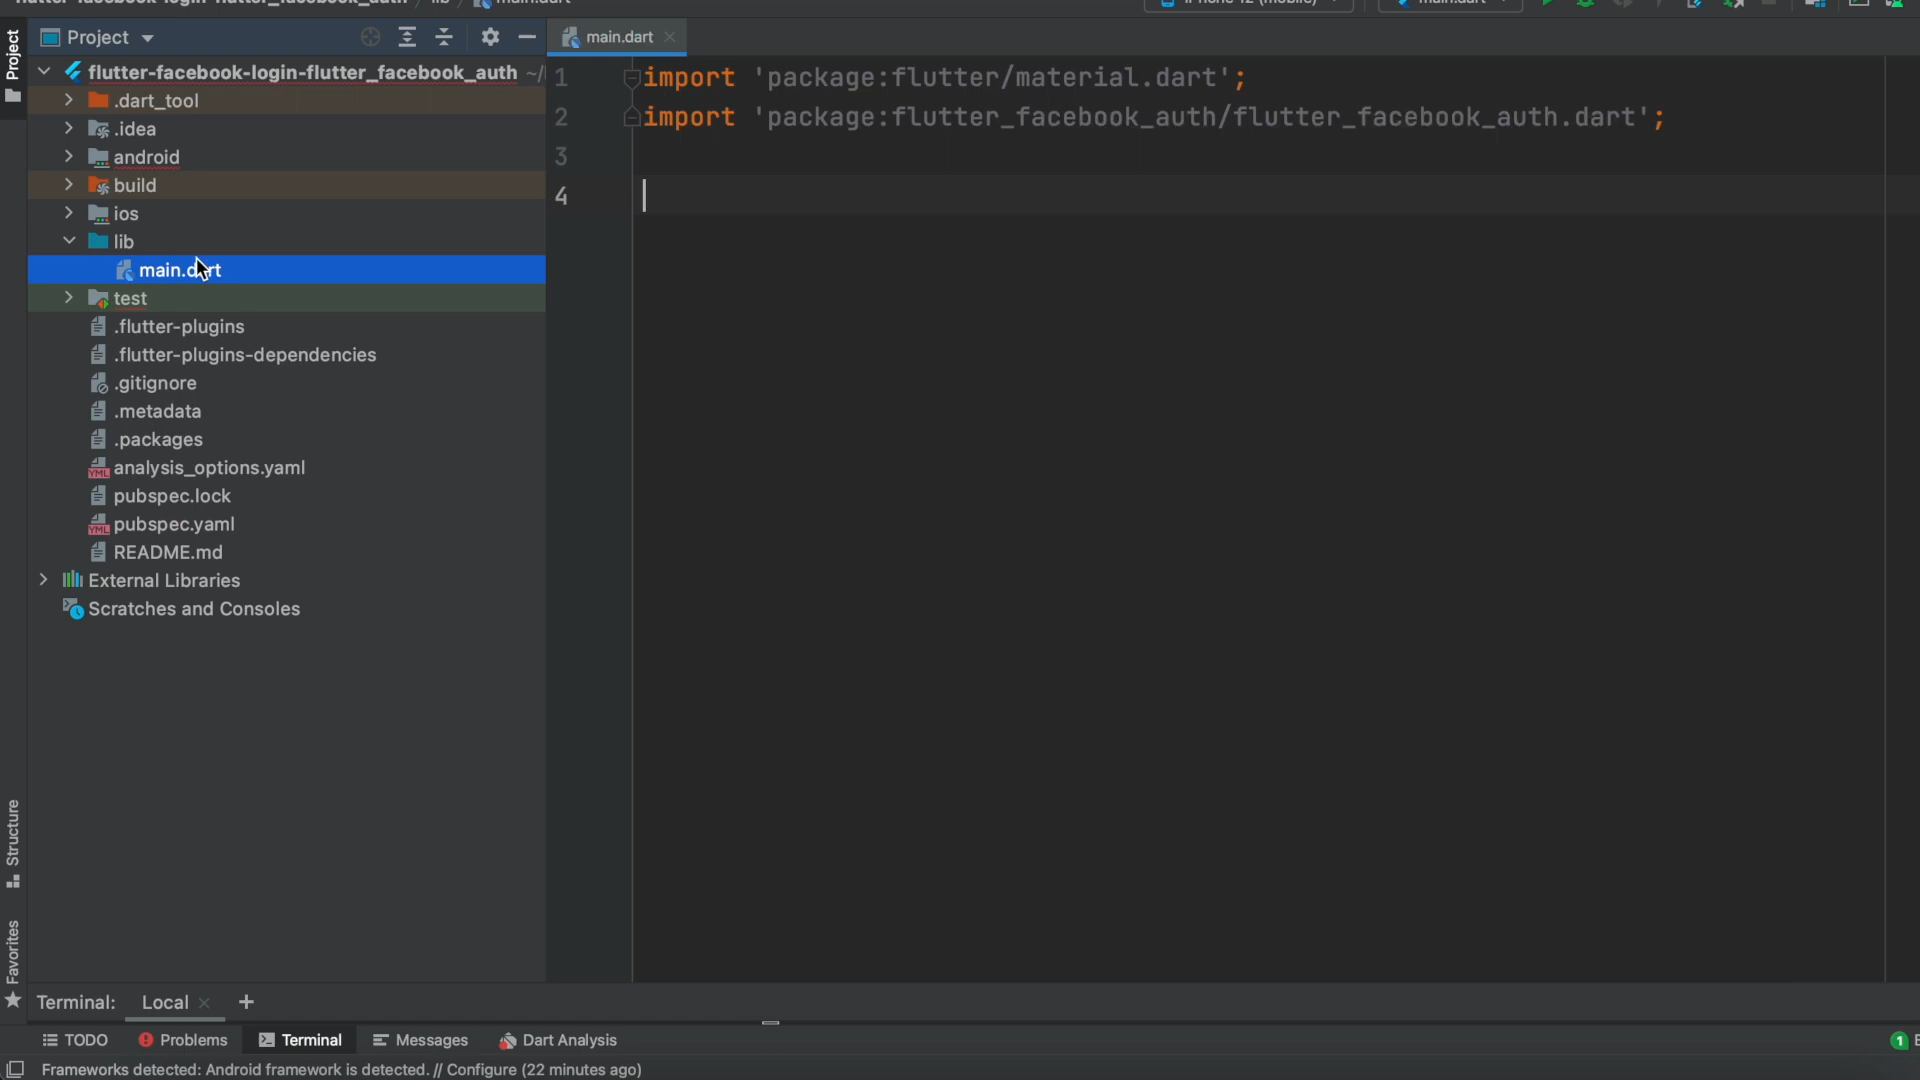 Project
flutter-facebook-login-flutter_facebook_auth ~/
.dart_tool
.idea
android
build
ios
lib
main.dart
test
.flutter-plugins
.flutter-plugins-dependencies
.gitignore
.metadata
.packages
analysis_options.yaml
pubspec.lock
pubspec.yaml
README.md
External Libraries
Scratches and Consoles
Project
Structure
Favorites
main.dart
1 import 'package:flutter/material.dart';
2 import 'package:flutter_facebook_auth/flutter_facebook_auth.dart';
3
4
Terminal: Local +
TODO Problems Terminal Messages Dart Analysis 1
Frameworks detected: Android framework is detected. // Configure (22 minutes ago)